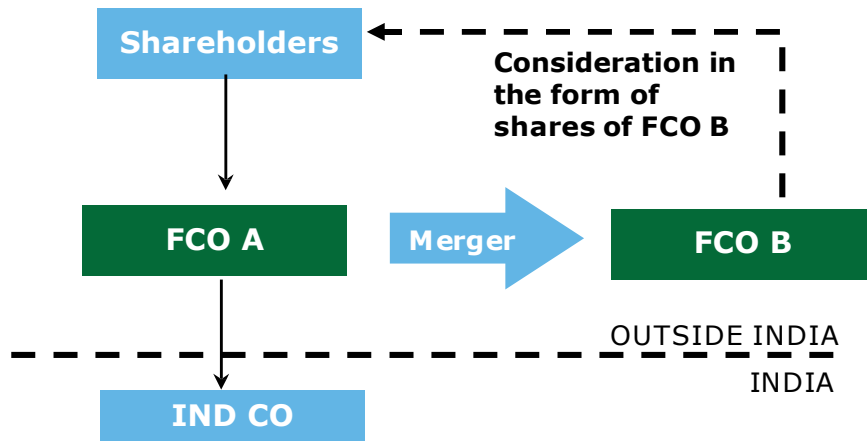 Shareholders
Consideration in
the form of
shares of FCO B
FCO A
Merger
FCO B
OUTSIDE INDIA
INDIA
IND CO